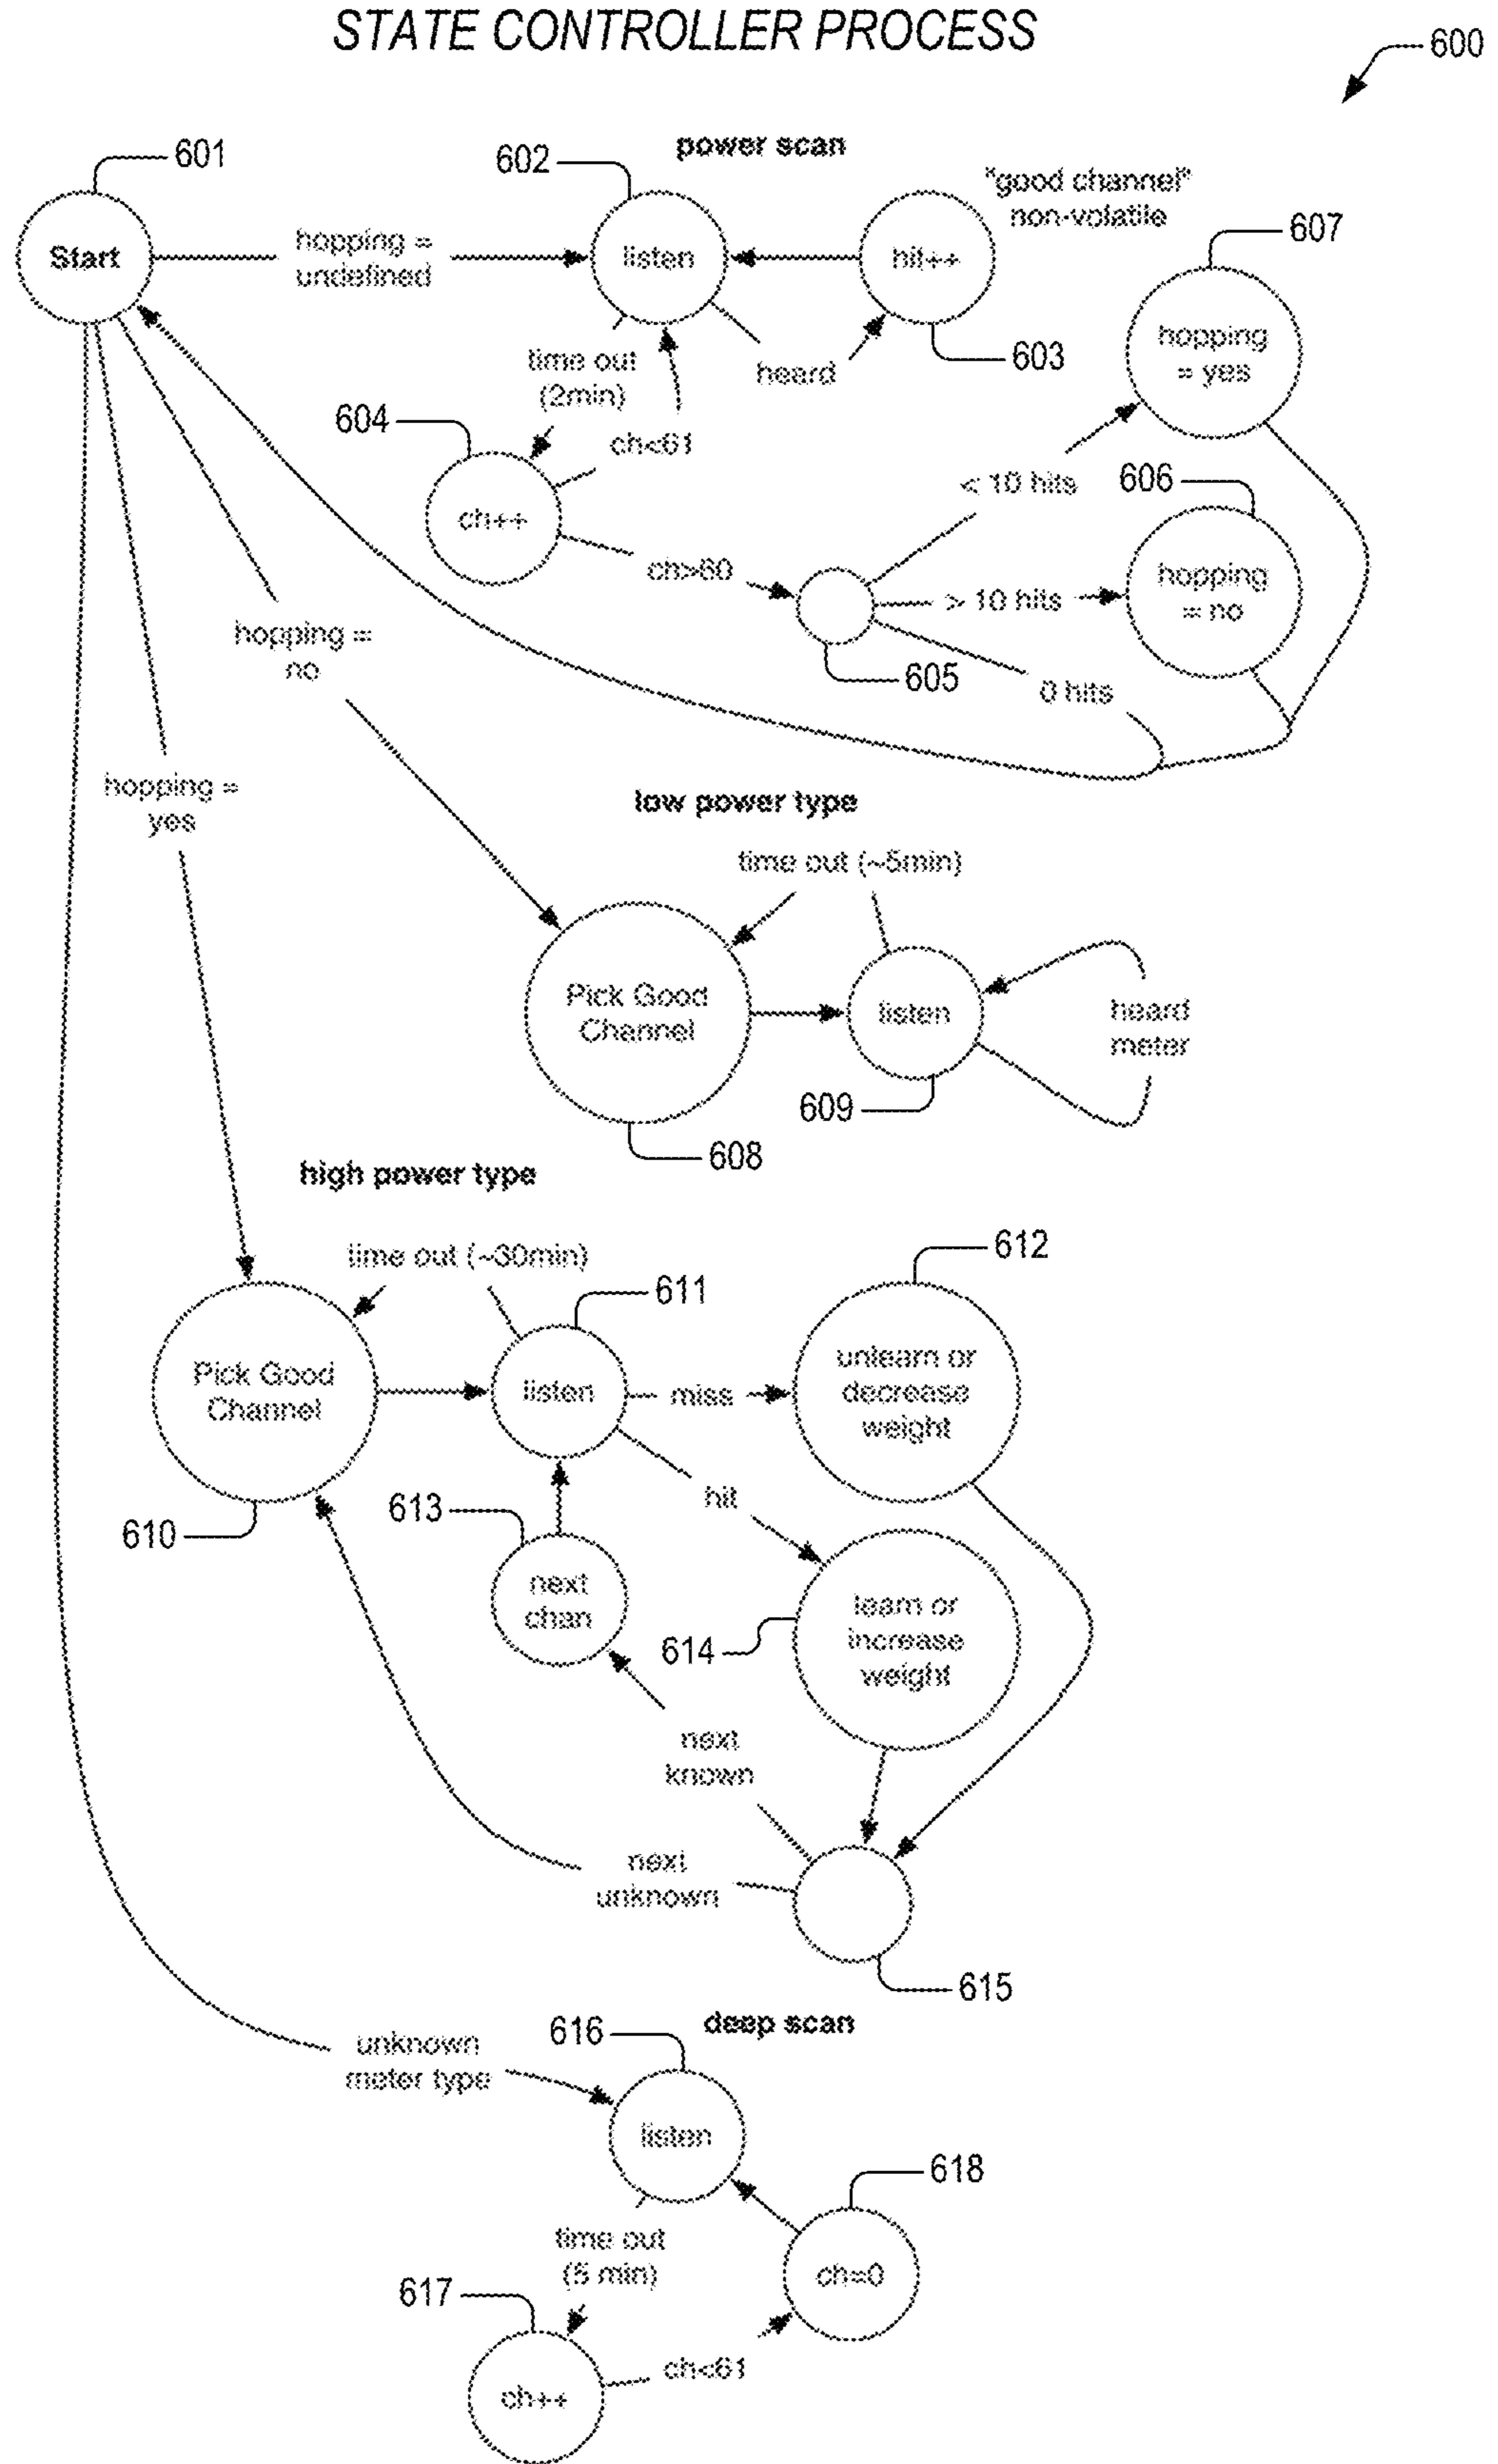 STATE CONTROLLER PROCESS
600
601
602
power scan
"good channel"
non-volatile
607
Start
hopping =
undefined
listen
hit++
hopping
= yes
603
time out
(2min)
heard
604
ch<61
< 10 hits
606
ch++
ch>60
> 10 hits
hopping
= no
hopping =
no
605
0 hits
hopping =
yes
low power type
time out (~5min)
Pick Good
Channel
listen
heard
meter
609
608
high power type
time out (~30min)
612
611
Pick Good
Channel
listen
miss
unlearn or
decrease
weight
hit
613
610
next
chan
learn or
increase
weight
614
next
known
next
unknown
615
deep scan
616
unknown
meter type
listen
618
time out
(5 min)
ch=0
617
ch<61
ch++